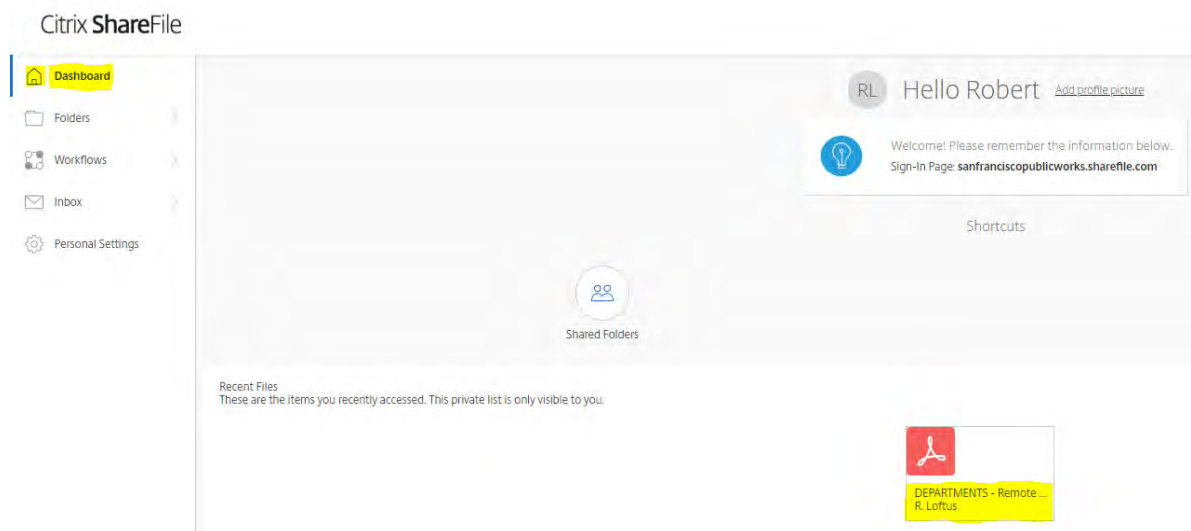 Citrix ShareFile
Dashboard
Folders
Workflows
Inbox
Personal Settings
RL
Hello Robert
Add profile picture
Welcome! Please remember the information below.
Sign-In Page: sanfranciscopublicworks.sharefile.com
Shortcuts
Shared Folders
Recent Files
These are the items you recently accessed. This private list is only visible to you.
DEPARTMENTS - Remote ...
R. Loftus